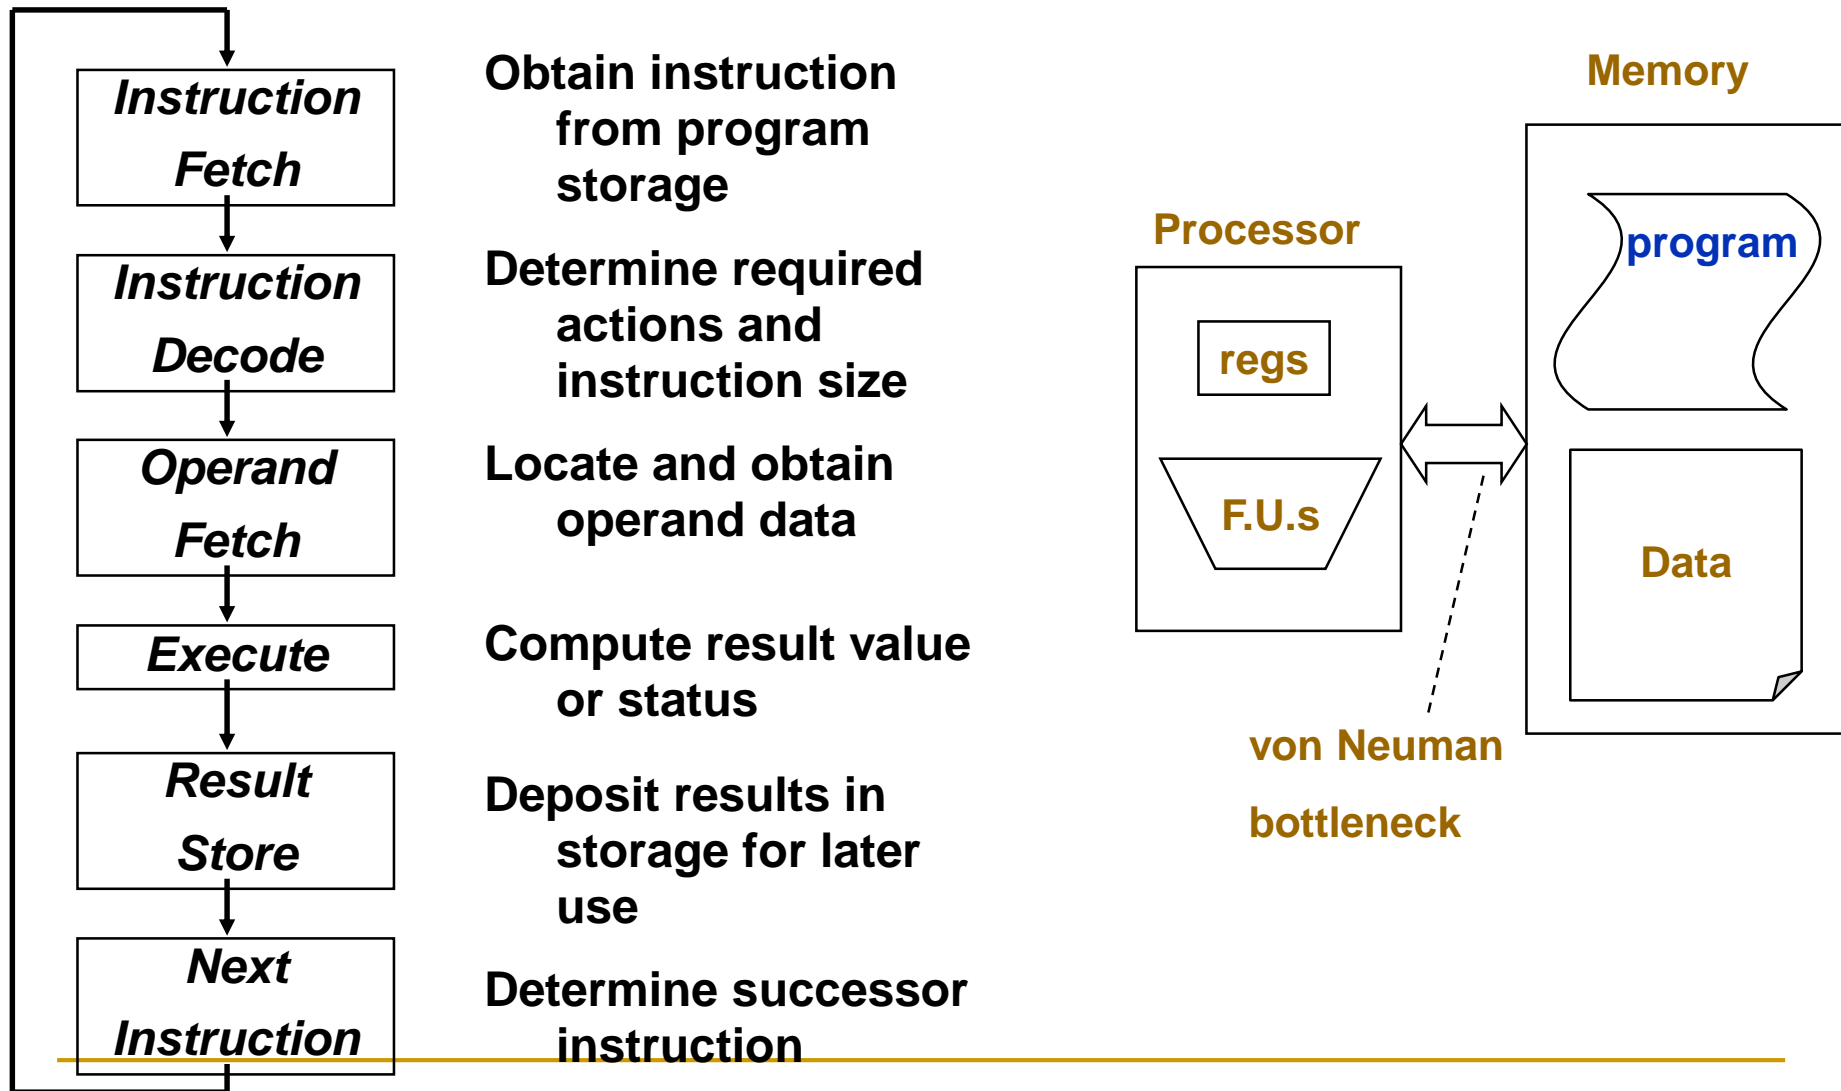 Instruction
Fetch
Obtain instruction
from program
storage
Instruction
Decode
Determine required
actions and
instruction size
Operand
Fetch
Locate and obtain
operand data
Execute
Compute result value
or status
Result
Store
Deposit results in
storage for later
use
Next
Instruction
Determine successor
instruction
Processor
regs
F.U.s
Memory
program
Data
von Neuman
bottleneck